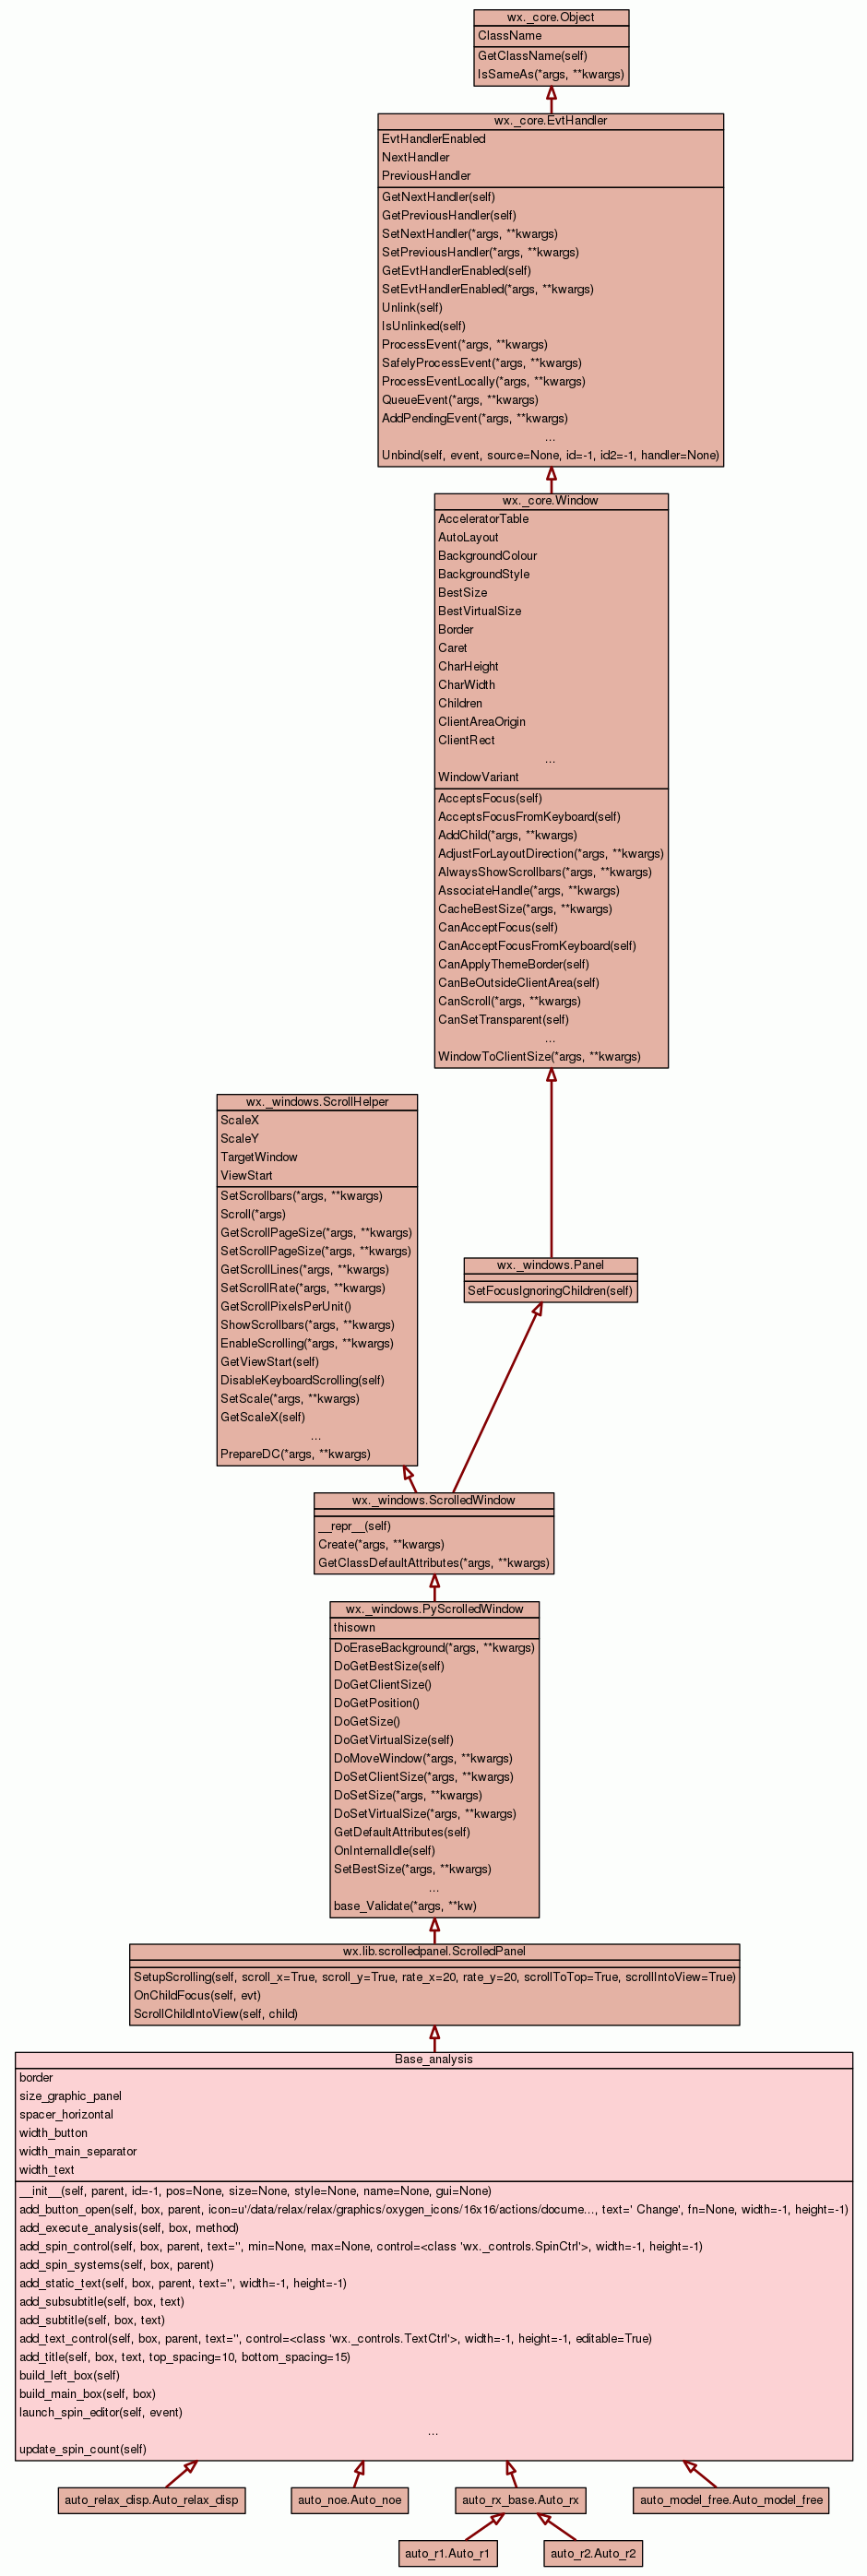 wx._core.Object
ClassName
GetClassName(self)
IsSameAs(*args, **kwargs)
wx._core.EvtHandler
EvtHandlerEnabled
NextHandler
PreviousHandler
GetNextHandler(self)
GetPreviousHandler(self)
SetNextHandler(*args, **kwargs)
SetPreviousHandler(*args, **kwargs)
GetEvtHandlerEnabled(self)
SetEvtHandlerEnabled(*args, **kwargs)
Unlink(self)
IsUnlinked(self)
ProcessEvent(*args, **kwargs)
SafelyProcessEvent(*args, **kwargs)
ProcessEventLocally(*args, **kwargs)
QueueEvent(*args, **kwargs)
AddPendingEvent(*args, **kwargs)
...
Unbind(self, event, source=None, id=-1, id2=-1, handler=None)
wx._core.Window
AcceleratorTable
AutoLayout
BackgroundColour
BackgroundStyle
BestSize
BestVirtualSize
Border
Caret
CharHeight
CharWidth
Children
ClientAreaOrigin
ClientRect
...
WindowVariant
AcceptsFocus(self)
AcceptsFocusFromKeyboard(self)
AddChild(*args, **kwargs)
AdjustForLayoutDirection(*args, **kwargs)
AlwaysShowScrollbars(*args, **kwargs)
AssociateHandle(*args, **kwargs)
CacheBestSize(*args, **kwargs)
CanAcceptFocus(self)
CanAcceptFocusFromKeyboard(self)
CanApplyThemeBorder(self)
CanBeOutsideClientArea(self)
CanScroll(*args, **kwargs)
CanSetTransparent(self)
...
WindowToClientSize(*args, **kwargs)
wx._windows.ScrollHelper
ScaleX
ScaleY
TargetWindow
ViewStart
SetScrollbars(*args, **kwargs)
Scroll(*args)
GetScrollPageSize(*args, **kwargs)
SetScrollPageSize(*args, **kwargs)
GetScrollLines(*args, **kwargs)
SetScrollRate(*args, **kwargs)
GetScrollPixelsPerUnit()
ShowScrollbars(*args, **kwargs)
EnableScrolling(*args, **kwargs)
GetViewStart(self)
DisableKeyboardScrolling(self)
SetScale(*args, **kwargs)
GetScaleX(self)
...
PrepareDC(*args, **kwargs)
wx._windows.Panel
SetFocusIgnoringChildren(self)
wx._windows.ScrolledWindow
__repr__(self)
Create(*args, **kwargs)
GetClassDefaultAttributes(*args, **kwargs)
wx._windows.PyScrolledWindow
thisown
DoEraseBackground(*args, **kwargs)
DoGetBestSize(self)
DoGetClientSize()
DoGetPosition()
DoGetSize()
DoGetVirtualSize(self)
DoMoveWindow(*args, **kwargs)
DoSetClientSize(*args, **kwargs)
DoSetSize(*args, **kwargs)
DoSetVirtualSize(*args, **kwargs)
GetDefaultAttributes(self)
OnInternalIdle(self)
SetBestSize(*args, **kwargs)
...
base_Validate(*args, **kw)
wx.lib.scrolledpanel.ScrolledPanel
SetupScrolling(self, scroll_x=True, scroll_y=True, rate_x=20, rate_y=20, scrollToTop=True, scrollIntoView=True)
OnChildFocus(self, evt)
ScrollChildIntoView(self, child)
Base_analysis
border
size_graphic_panel
spacer_horizontal
width_button
width_main_separator
width_text
__init__(self, parent, id=-1, pos=None, size=None, style=None, name=None, gui=None)
add_button_open(self, box, parent, icon=u'/data/relax/relax/graphics/oxygen_icons/16x16/actions/docume..., text=' Change', fn=None, width=-1, height=-1)
add_execute_analysis(self, box, method)
add_spin_control(self, box, parent, text='', min=None, max=None, control=<class 'wx._controls.SpinCtrl'>, width=-1, height=-1)
add_spin_systems(self, box, parent)
add_static_text(self, box, parent, text='', width=-1, height=-1)
add_subsubtitle(self, box, text)
add_subtitle(self, box, text)
add_text_control(self, box, parent, text='', control=<class 'wx._controls.TextCtrl'>, width=-1, height=-1, editable=True)
add_title(self, box, text, top_spacing=10, bottom_spacing=15)
build_left_box(self)
build_main_box(self, box)
launch_spin_editor(self, event)
...
update_spin_count(self)
auto_relax_disp.Auto_relax_disp
auto_noe.Auto_noe
auto_rx_base.Auto_rx
auto_model_free.Auto_model_free
auto_r1.Auto_r1
auto_r2.Auto_r2